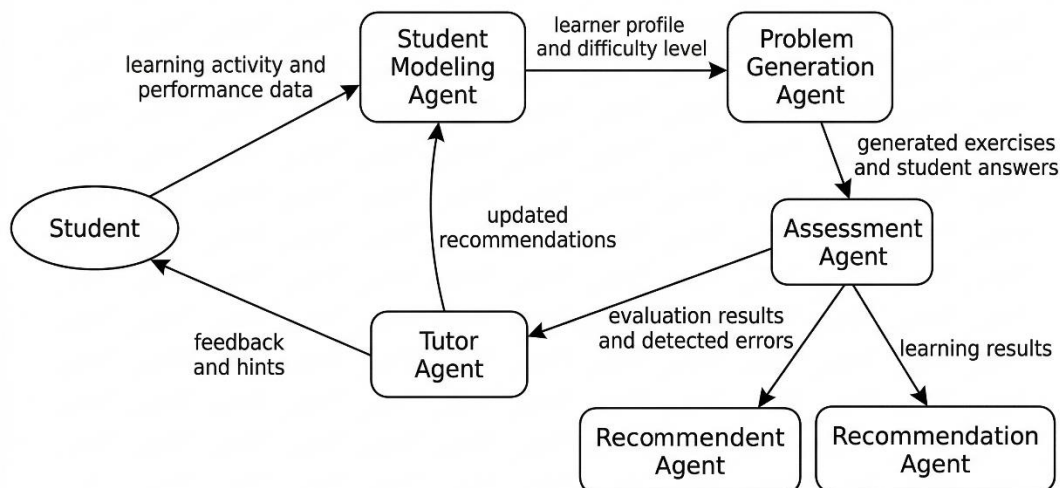 Student
Modeling
Agent
learner profile
and difficulty level
Problem
Generation
Agent
learning activity and
performance data
generated exercises
and student answers
Student
updated
recommendations
Assessment
Agent
feedback
and hints
Tutor
Agent
evaluation results
and detected errors
learning results
Recommendent
Agent
Recommendation
Agent